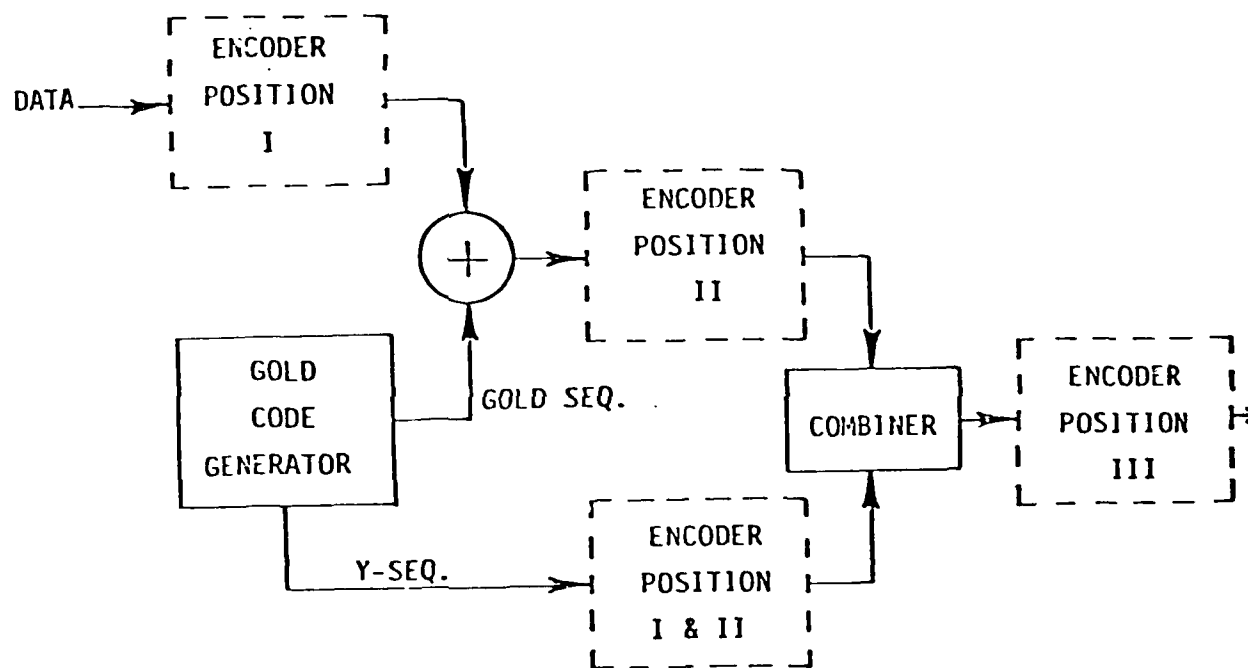 ENCODER
POSITION
I
DATA
ENCODER
POSITION
II
GOLD
CODE
GENERATOR
GOLD SEQ.
COMBINER
ENCODER
POSITION
III
Y-SEQ.
ENCODER
POSITION
I & II